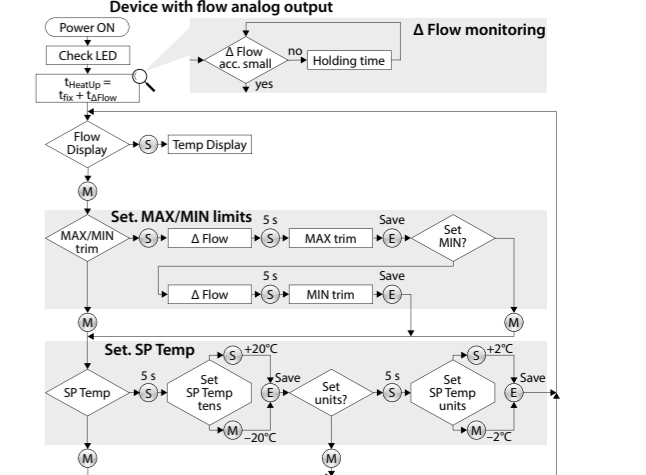 Device with flow analog output
Power ON
Δ Flow monitoring
Check LED
Δ Flow
acc. small
no
Holding time
yes
tHeatUp =
tfix + tΔFlow
Flow
Display
S
Temp Display
M
Set. MAX/MIN limits
MAX/MIN
trim
S
Δ Flow
5 s
S
MAX trim
Save
E
Set
MIN?
Δ Flow
5 s
S
MIN trim
Save
E
M
M
Set. SP Temp
SP Temp
5 s
S
Set
SP Temp
tens
S
+20°C
M
–20°C
E
Save
Set
units?
5 s
S
Set
SP Temp
units
S
+2°C
M
–2°C
E
Save
M
M